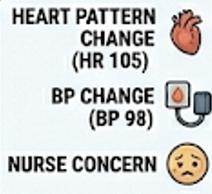 HEART PATTERN
CHANGE
(HR 105)
BP CHANGE
(BP 98)
NURSE CONCERN